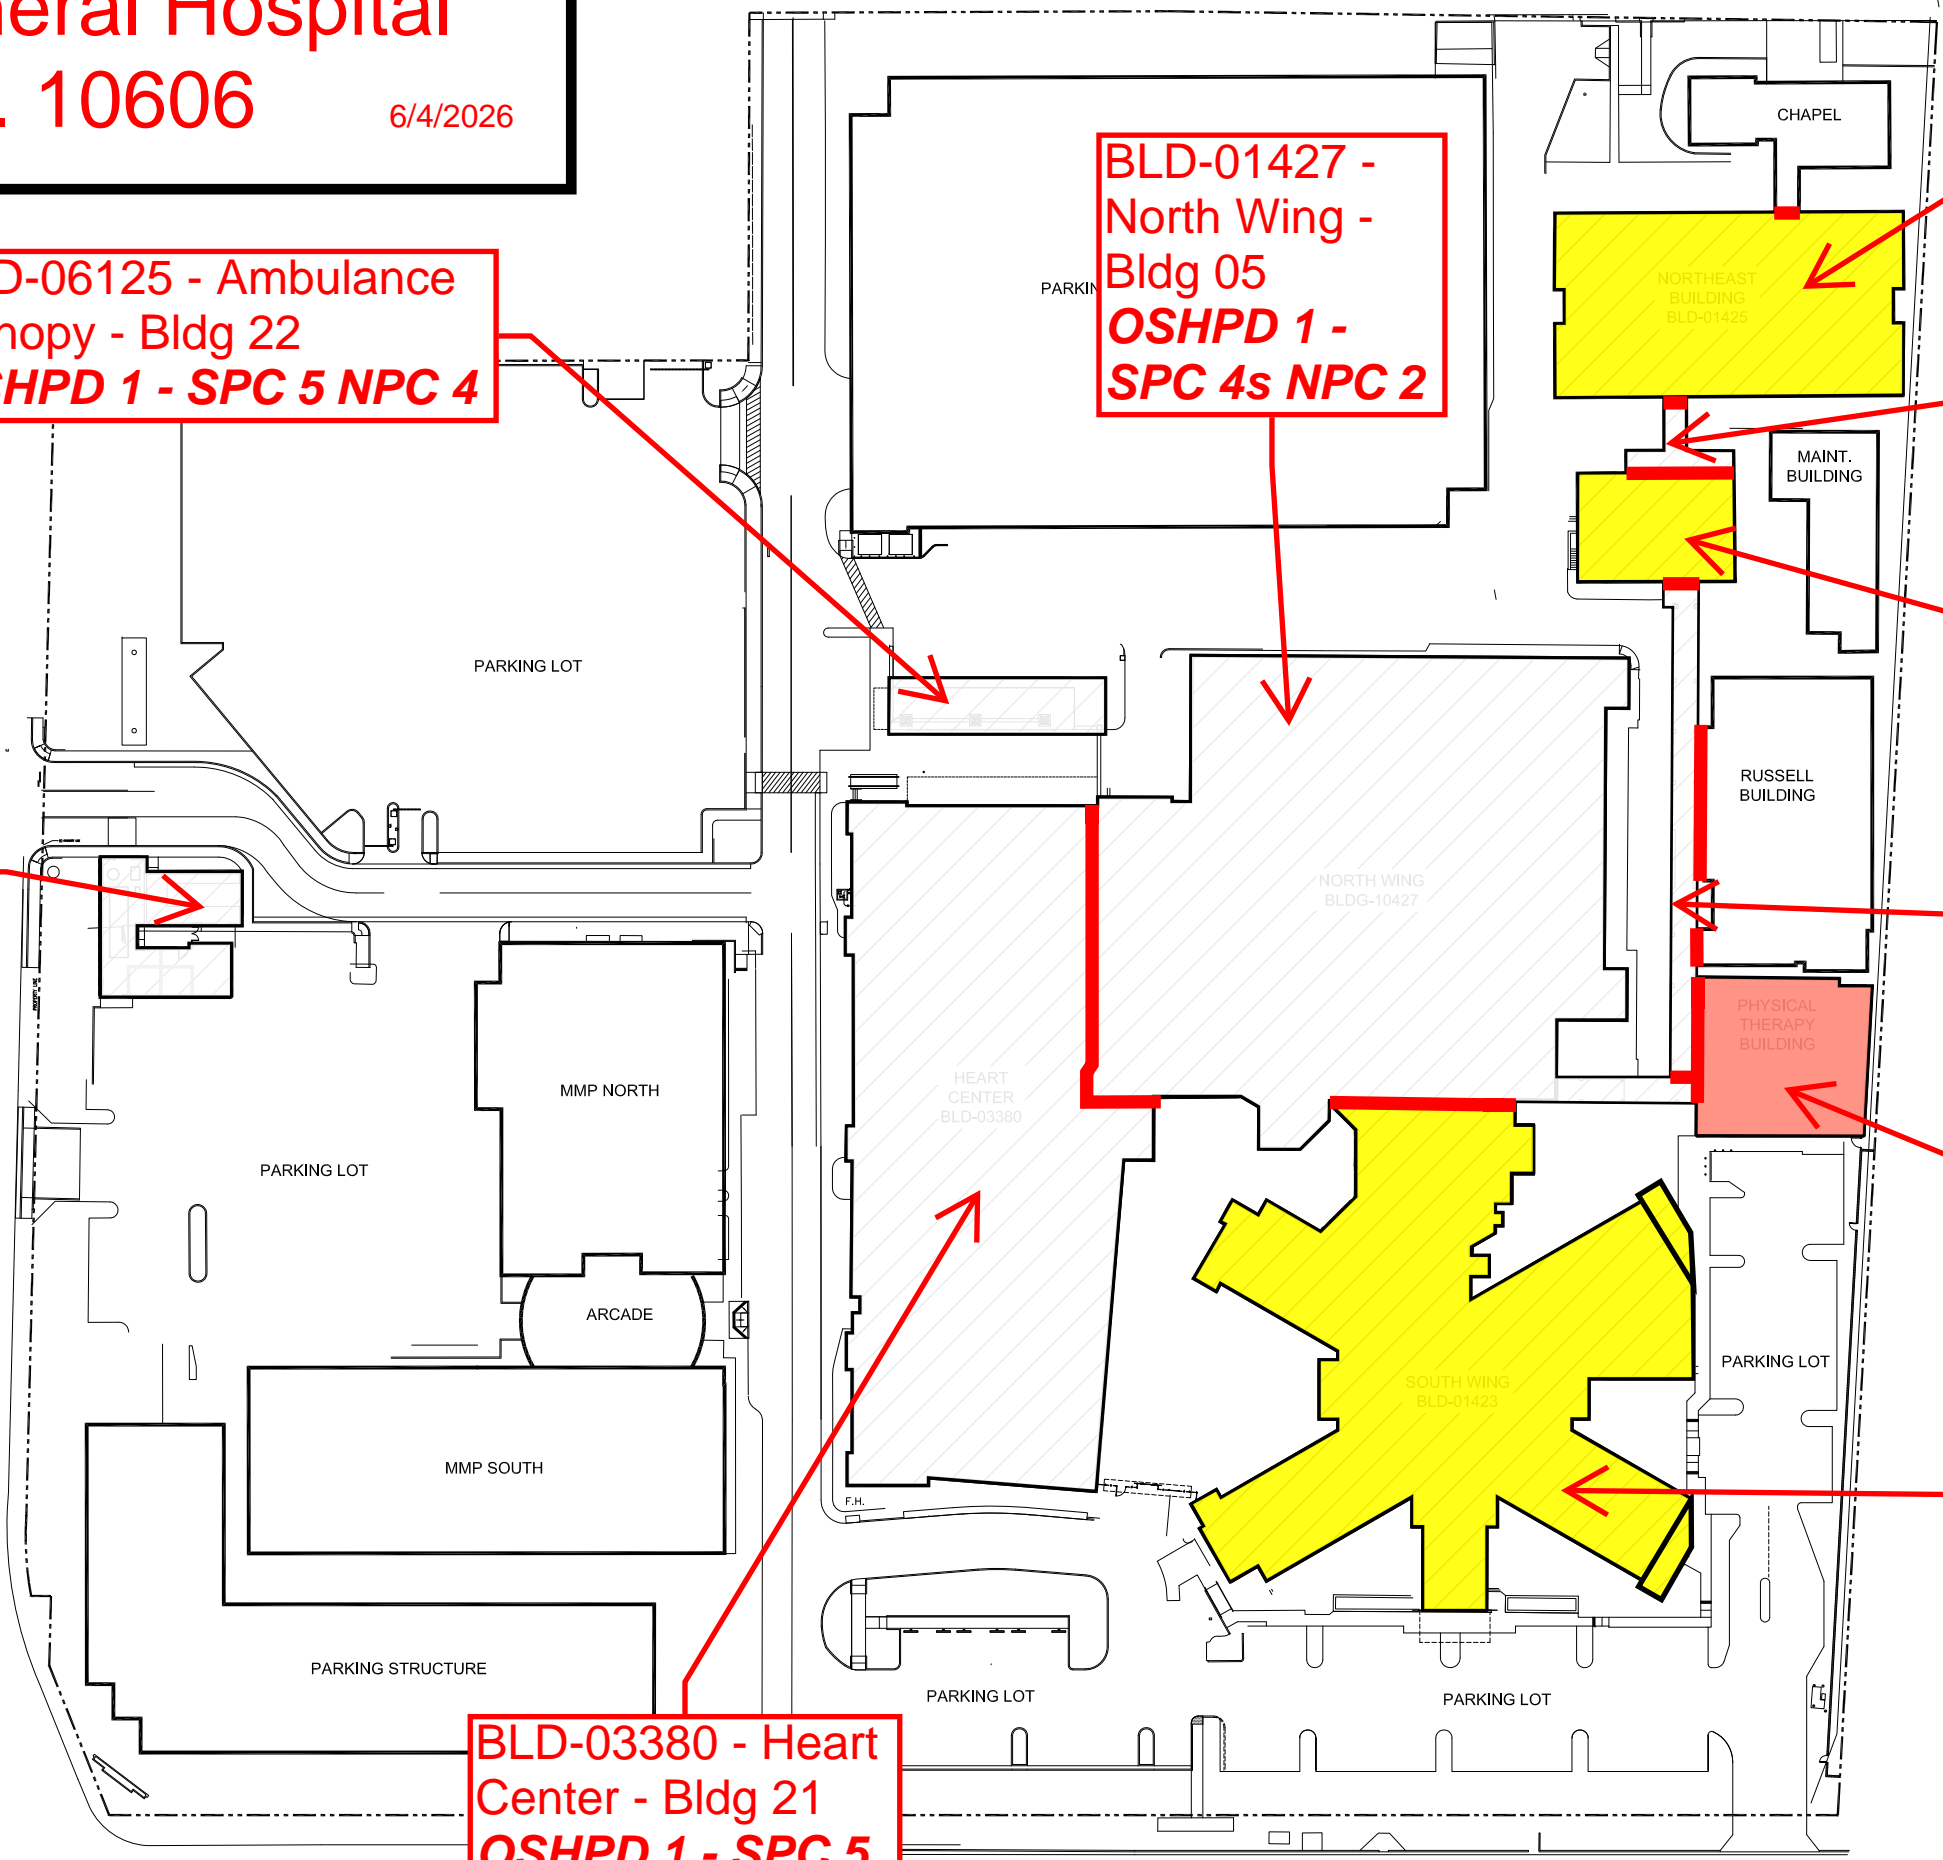 neral Hospital
. 10606
6/4/2026
D-06125 - Ambulance
nopy - Bldg 22
SHPD 1 - SPC 5 NPC 4
BLD-01427 -
North Wing -
Bldg 05
OSHPD 1 -
SPC 4s NPC 2
CHAPEL
PARKIN
NORTHEAST
BUILDING
BLD-01425
MAINT.
BUILDING
PARKING LOT
RUSSELL
BUILDING
NORTH WING
BLDG-10427
PROPERTY LINE
PHYSICAL
THERAPY
BUILDING
HEART
CENTER
BLD-03380
MMP NORTH
PARKING LOT
ARCADE
PARKING LOT
SOUTH WING
BLD-01423
MMP SOUTH
F.H.
PARKING STRUCTURE
PARKING LOT
PARKING LOT
BLD-03380 - Heart
Center - Bldg 21
OSHPD 1 - SPC 5